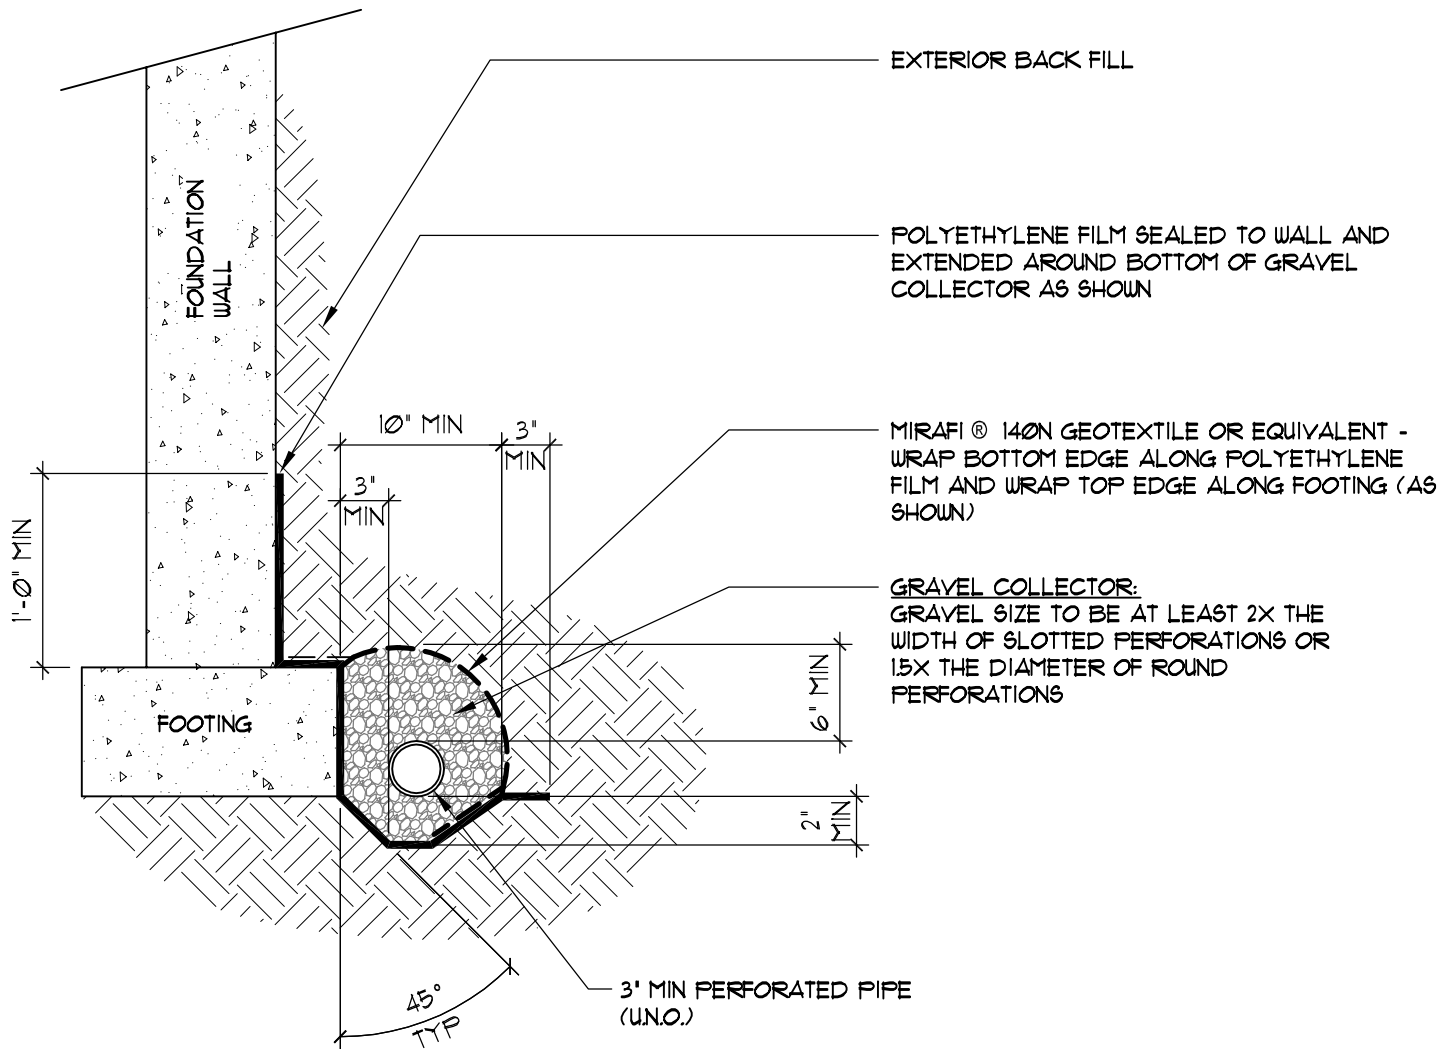 EXTERIOR BACK FILL
FOUNDATION
WALL
POLYETHYLENE FILM SEALED TO WALL AND
EXTENDED AROUND BOTTOM OF GRAVEL
COLLECTOR AS SHOWN
10" MIN
3"
MIN
MIRAFI ® 140N GEOTEXTILE OR EQUIVALENT -
WRAP BOTTOM EDGE ALONG POLYETHYLENE
FILM AND WRAP TOP EDGE ALONG FOOTING (AS
SHOWN)
3"
MIN
1'-0" MIN
GRAVEL COLLECTOR:
GRAVEL SIZE TO BE AT LEAST 2X THE
WIDTH OF SLOTTED PERFORATIONS OR
1.5X THE DIAMETER OF ROUND
PERFORATIONS
6" MIN
FOOTING
2"
MIN
45°
TYP
3" MIN PERFORATED PIPE
(U.N.O.)